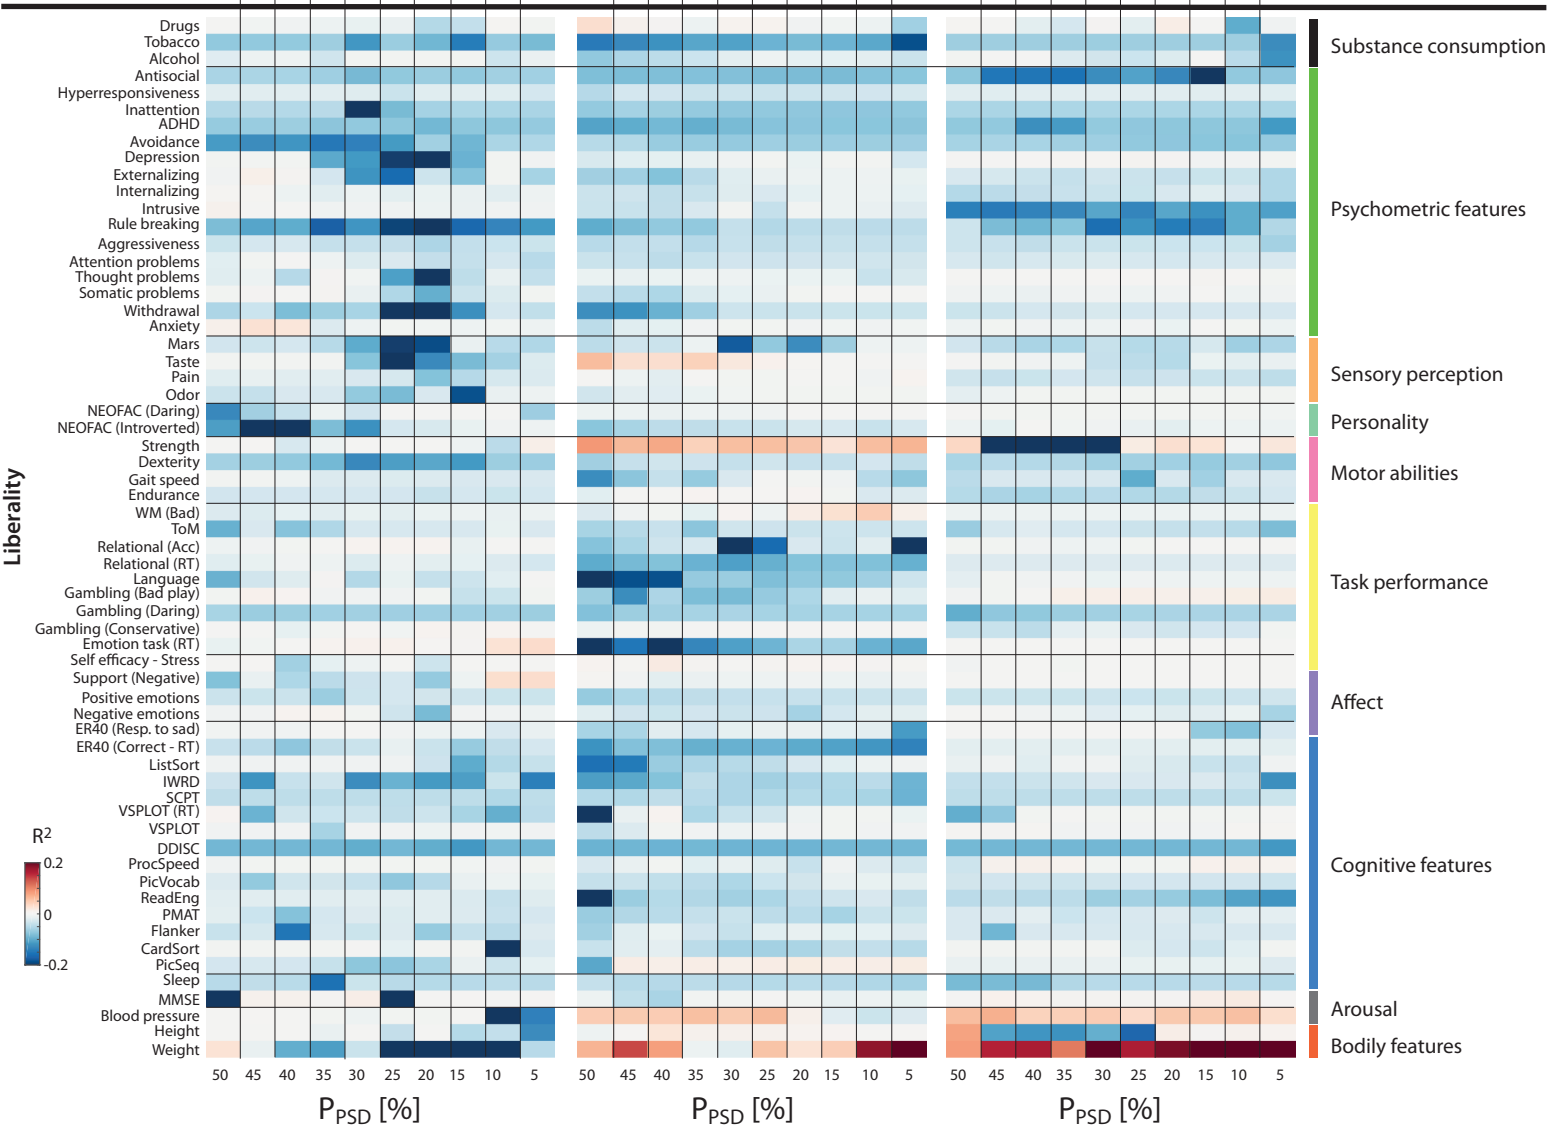 Drugs
Tobacco
Alcohol
Antisocial
Hyperresponsiveness
Inattention
ADHD
Avoidance
Depression
Externalizing
Internalizing
Intrusive
Rule breaking
Aggressiveness
Attention problems
Thought problems
Somatic problems
Withdrawal
Anxiety
Mars
Taste
Pain
Odor
NEOFAC (Daring)
NEOFAC (Introverted)
Strength
Dexterity
Gait speed
Endurance
WM (Bad)
ToM
Relational (Acc)
Relational (RT)
Language
Gambling (Bad play)
Gambling (Daring)
Gambling (Conservative)
Emotion task (RT)
Self efficacy - Stress
Support (Negative)
Positive emotions
Negative emotions
ER40 (Resp. to sad)
ER40 (Correct - RT)
ListSort
IWRD
SCPT
VSPLOT (RT)
VSPLOT
DDISC
ProcSpeed
PicVocab
ReadEng
PMAT
Flanker
CardSort
PicSeq
Sleep
MMSE
Blood pressure
Height
Weight
Liberality
R²
0.2
0
-0.2
50 45 40 35 30 25 20 15 10 5
50 45 40 35 30 25 20 15 10 5
50 45 40 35 30 25 20 15 10 5
P_PSD [%]
P_PSD [%]
P_PSD [%]
Substance consumption
Psychometric features
Sensory perception
Personality
Motor abilities
Task performance
Affect
Cognitive features
Arousal
Bodily features